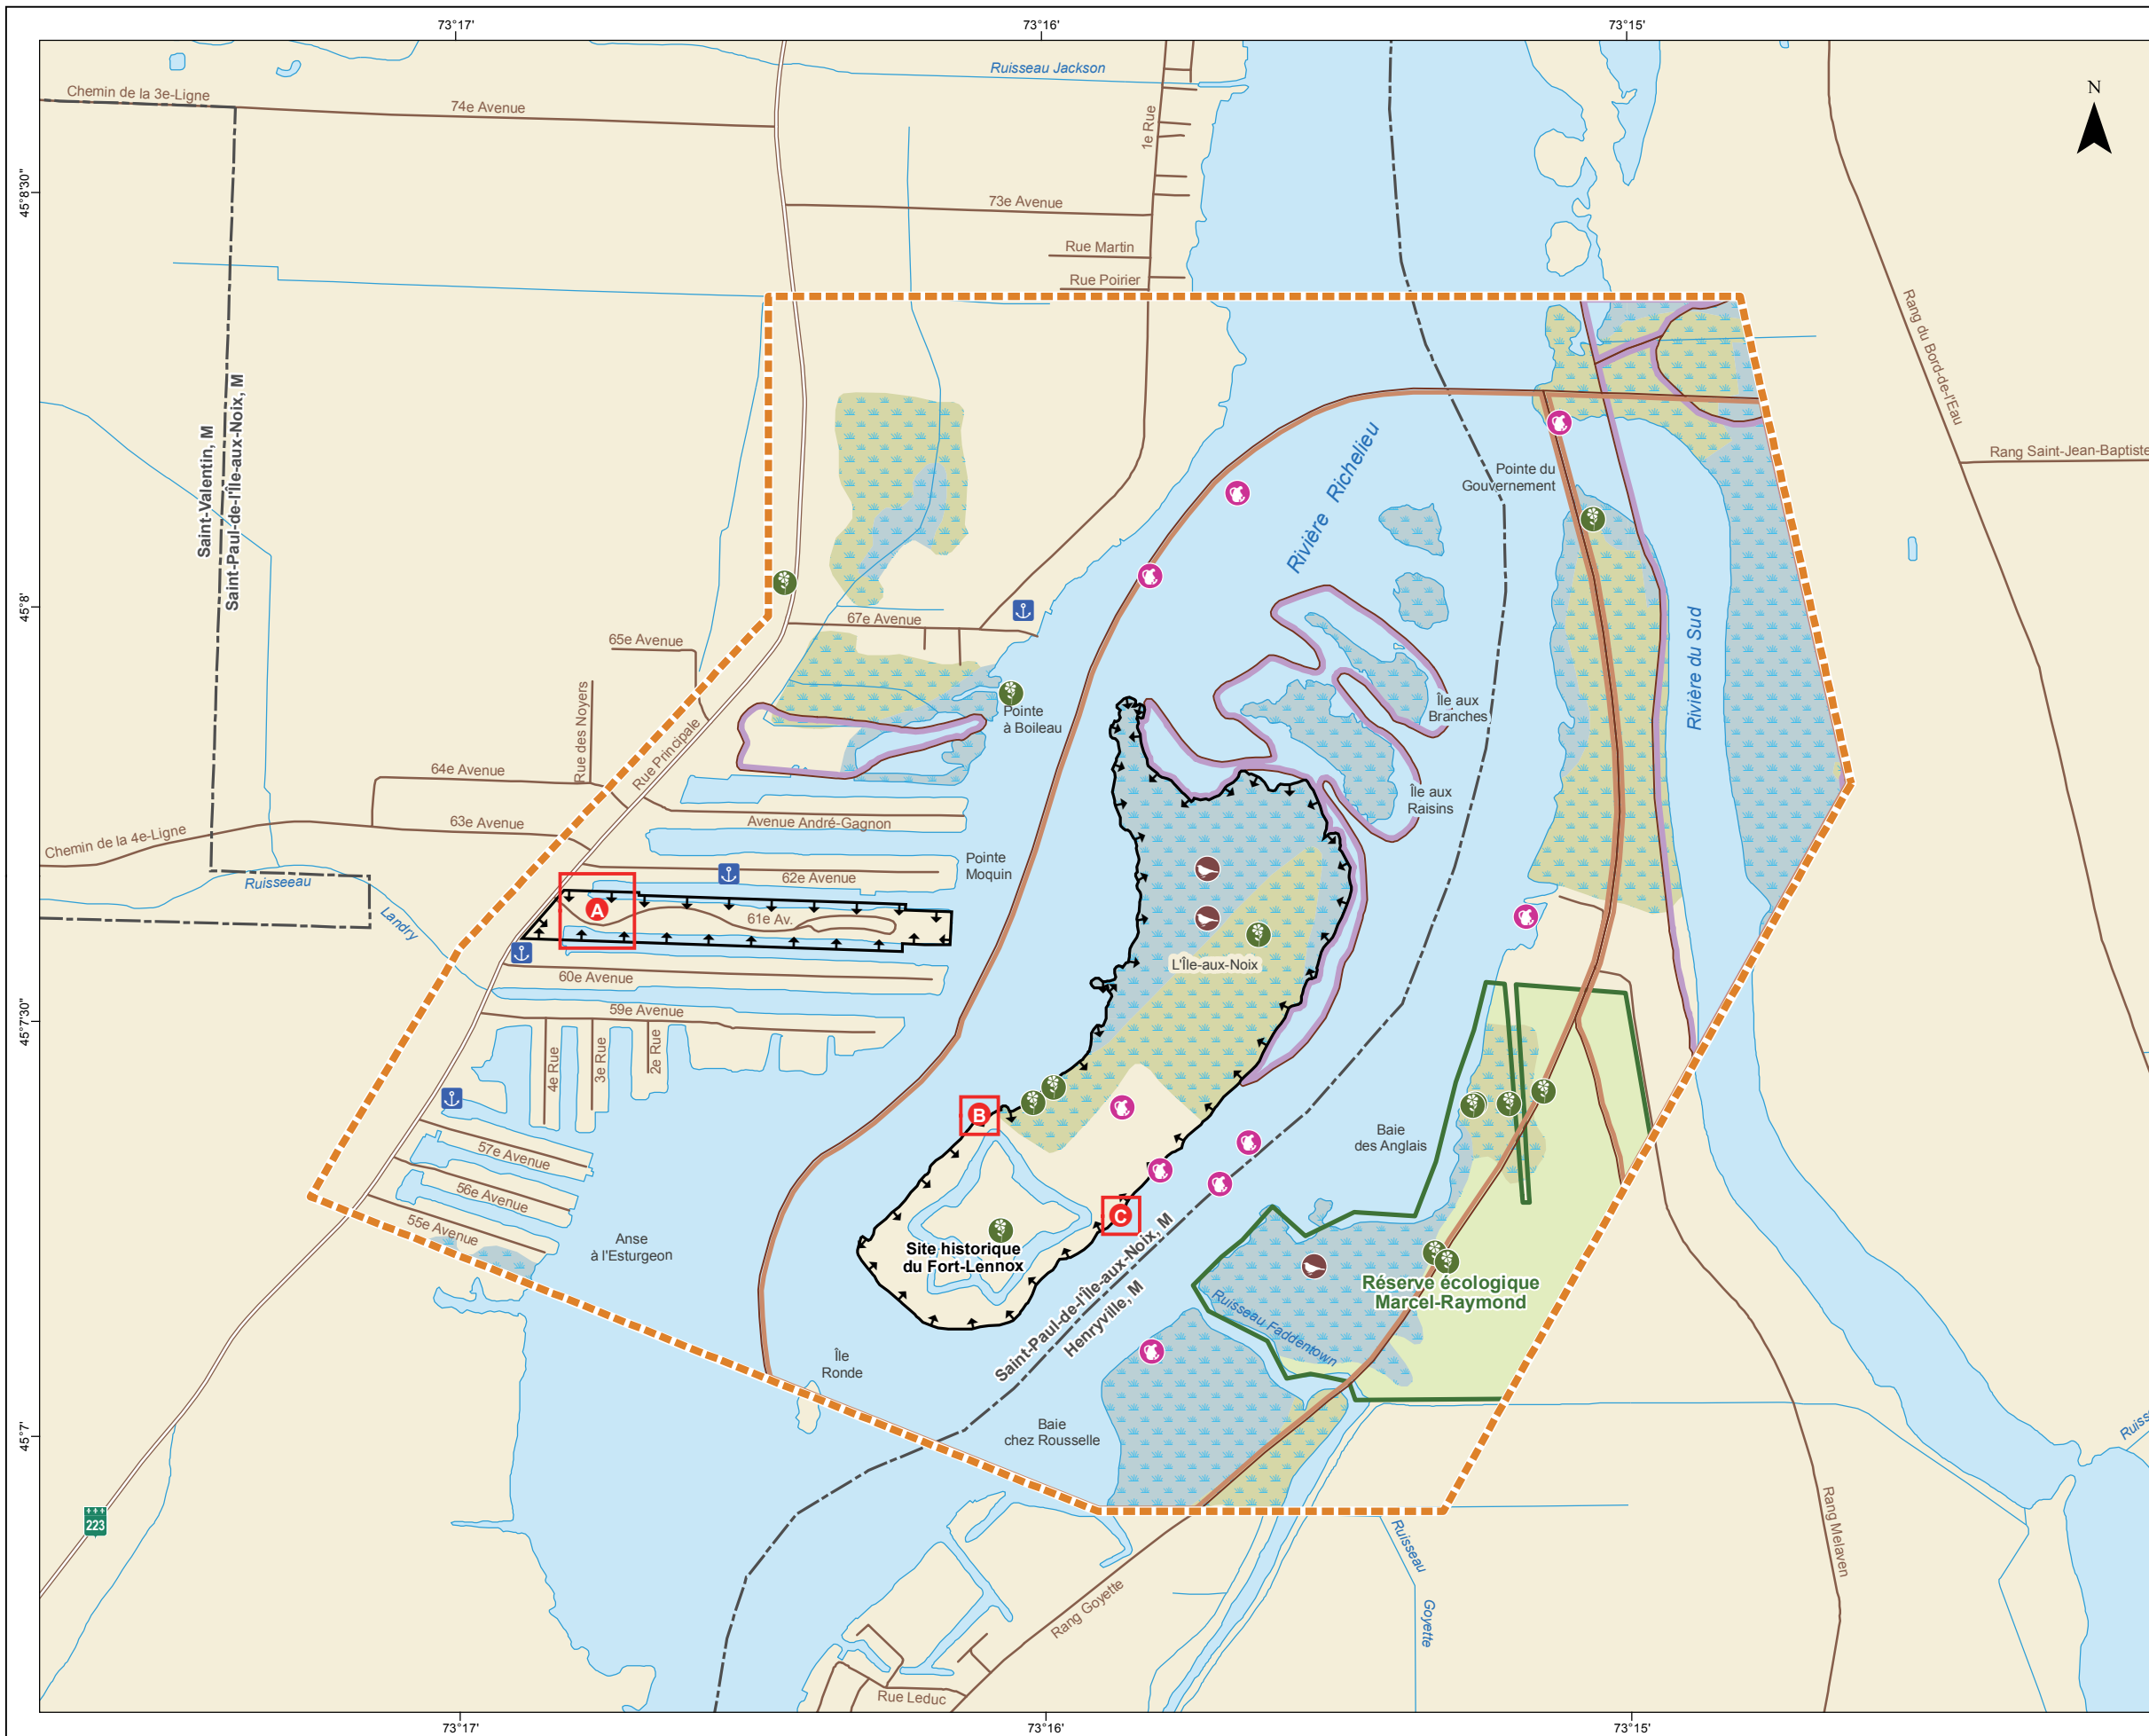 73°17'
73°16'
73°15'
N
Ruisseau Jackson
Chemin de la 3e-Ligne
74e Avenue
1e Rue
45°8'30"
73e Avenue
Rue Martin
Rue Poirier
Rang du Bord-de-l'Eau
Rang Saint-Jean-Baptiste
Saint-Valentin, M
Saint-Paul-de-l'Île-aux-Noix, M
Rivière Richelieu
Pointe du
Gouvernement
45°8'
67e Avenue
65e Avenue
Rivière du Sud
Rue des Noyers
Rue Principale
Pointe
à Boileau
Île aux
Branches
64e Avenue
Île aux
Raisins
Chemin de la 4e-Ligne
63e Avenue
Avenue André-Gagnon
Pointe
Moquin
62e Avenue
Ruisseeau
Landry
A
61e Av.
60e Avenue
L'Île-aux-Noix
45°7'30"
59e Avenue
4e Rue
3e Rue
2e Rue
B
Baie
des Anglais
57e Avenue
56e Avenue
55e Avenue
C
Anse
à l'Esturgeon
Site historique
du Fort-Lennox
Saint-Paul-de-l'Île-aux-Noix, M
Henryville, M
Réserve écologique
Marcel-Raymond
Ruisseau Faddentown
Île
Ronde
Baie
chez Rousselle
45°7'
223
Rang Melaven
Ruisseau
Goyette
Rang Goyette
Rue Leduc
73°17'
73°16'
73°15'